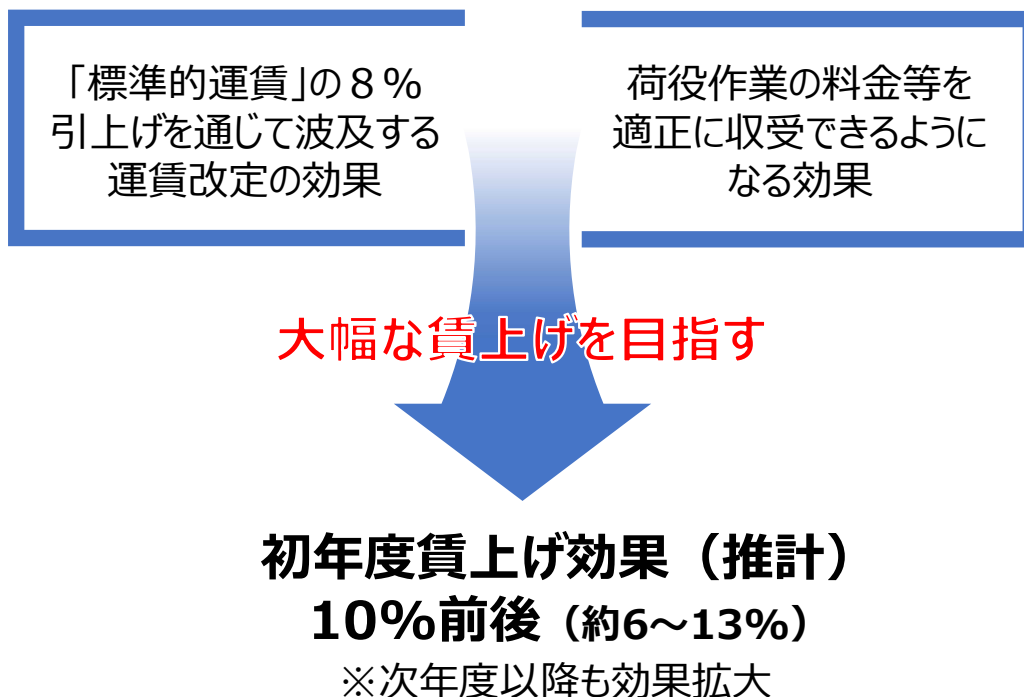 「標準的運賃」の８％
引上げを通じて波及する
運賃改定の効果
荷役作業の料金等を
適正に収受できるように
なる効果
大幅な賃上げを目指す
初年度賃上げ効果（推計）
10%前後（約6～13%）
※次年度以降も効果拡大